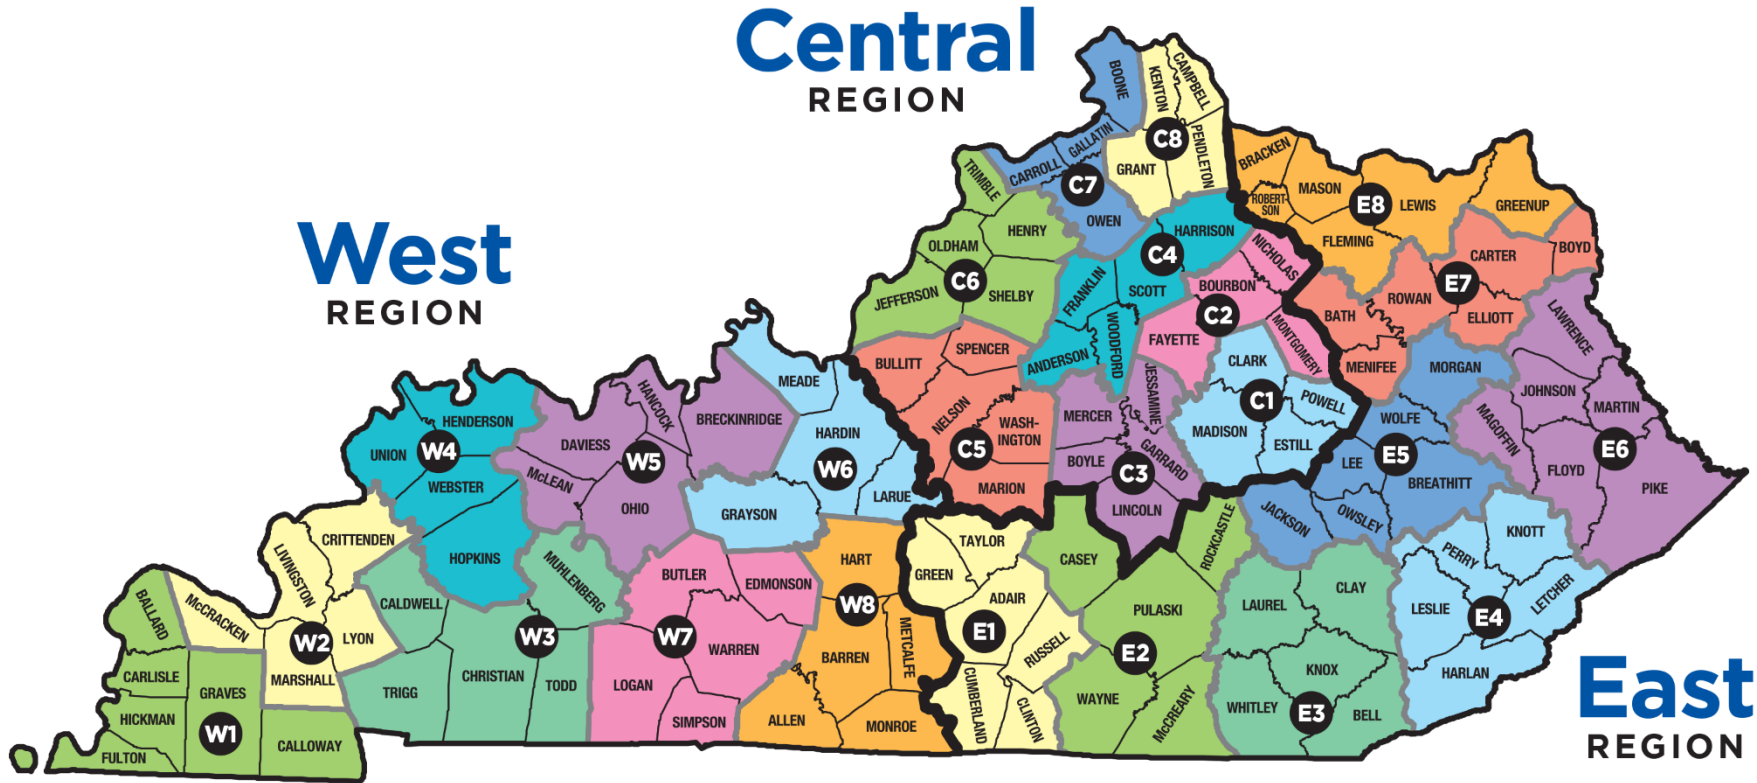 Central
REGION
West
REGION
East
REGION
BOONE
KENTON
CAMPBELL
C8
PENDLETON
GRANT
GALLATIN
CARROLL
C7
OWEN
TRIMBLE
HENRY
OLDHAM
C6
JEFFERSON
SHELBY
HARRISON
C4
SCOTT
FRANKLIN
WOODFORD
ANDERSON
NICHOLAS
BOURBON
C2
FAYETTE
MONTGOMERY
CLARK
C1
POWELL
MADISON
ESTILL
JESSAMINE
MERCER
GARRARD
BOYLE
C3
LINCOLN
BULLITT
SPENCER
NELSON
WASH-
INGTON
C5
MARION
BRACKEN
MASON
E8
LEWIS
GREENUP
ROBERT-
SON
FLEMING
CARTER
BOYD
E7
ROWAN
ELLIOTT
BATH
MENIFEE
LAWRENCE
JOHNSON
MARTIN
MAGOFFIN
E6
FLOYD
PIKE
MORGAN
WOLFE
E5
LEE
BREATHITT
OWSLEY
JACKSON
KNOTT
PERRY
LETCHER
LESLIE
E4
HARLAN
CLAY
LAUREL
KNOX
WHITLEY
E3
BELL
ROCKCASTLE
CASEY
PULASKI
E2
WAYNE
McCREARY
TAYLOR
GREEN
ADAIR
E1
RUSSELL
CUMBERLAND
CLINTON
MEADE
HARDIN
W6
LARUE
GRAYSON
HANCOCK
BRECKINRIDGE
DAVIESS
W5
McLEAN
OHIO
HENDERSON
UNION
W4
WEBSTER
HOPKINS
HART
W8
METCALFE
BARREN
ALLEN
MONROE
BUTLER
EDMONSON
W7
WARREN
LOGAN
SIMPSON
MUHLENBERG
CALDWELL
W3
CHRISTIAN
TODD
TRIGG
CRITTENDEN
LIVINGSTON
McCRACKEN
W2
LYON
MARSHALL
BALLARD
CARLISLE
GRAVES
HICKMAN
W1
CALLOWAY
FULTON